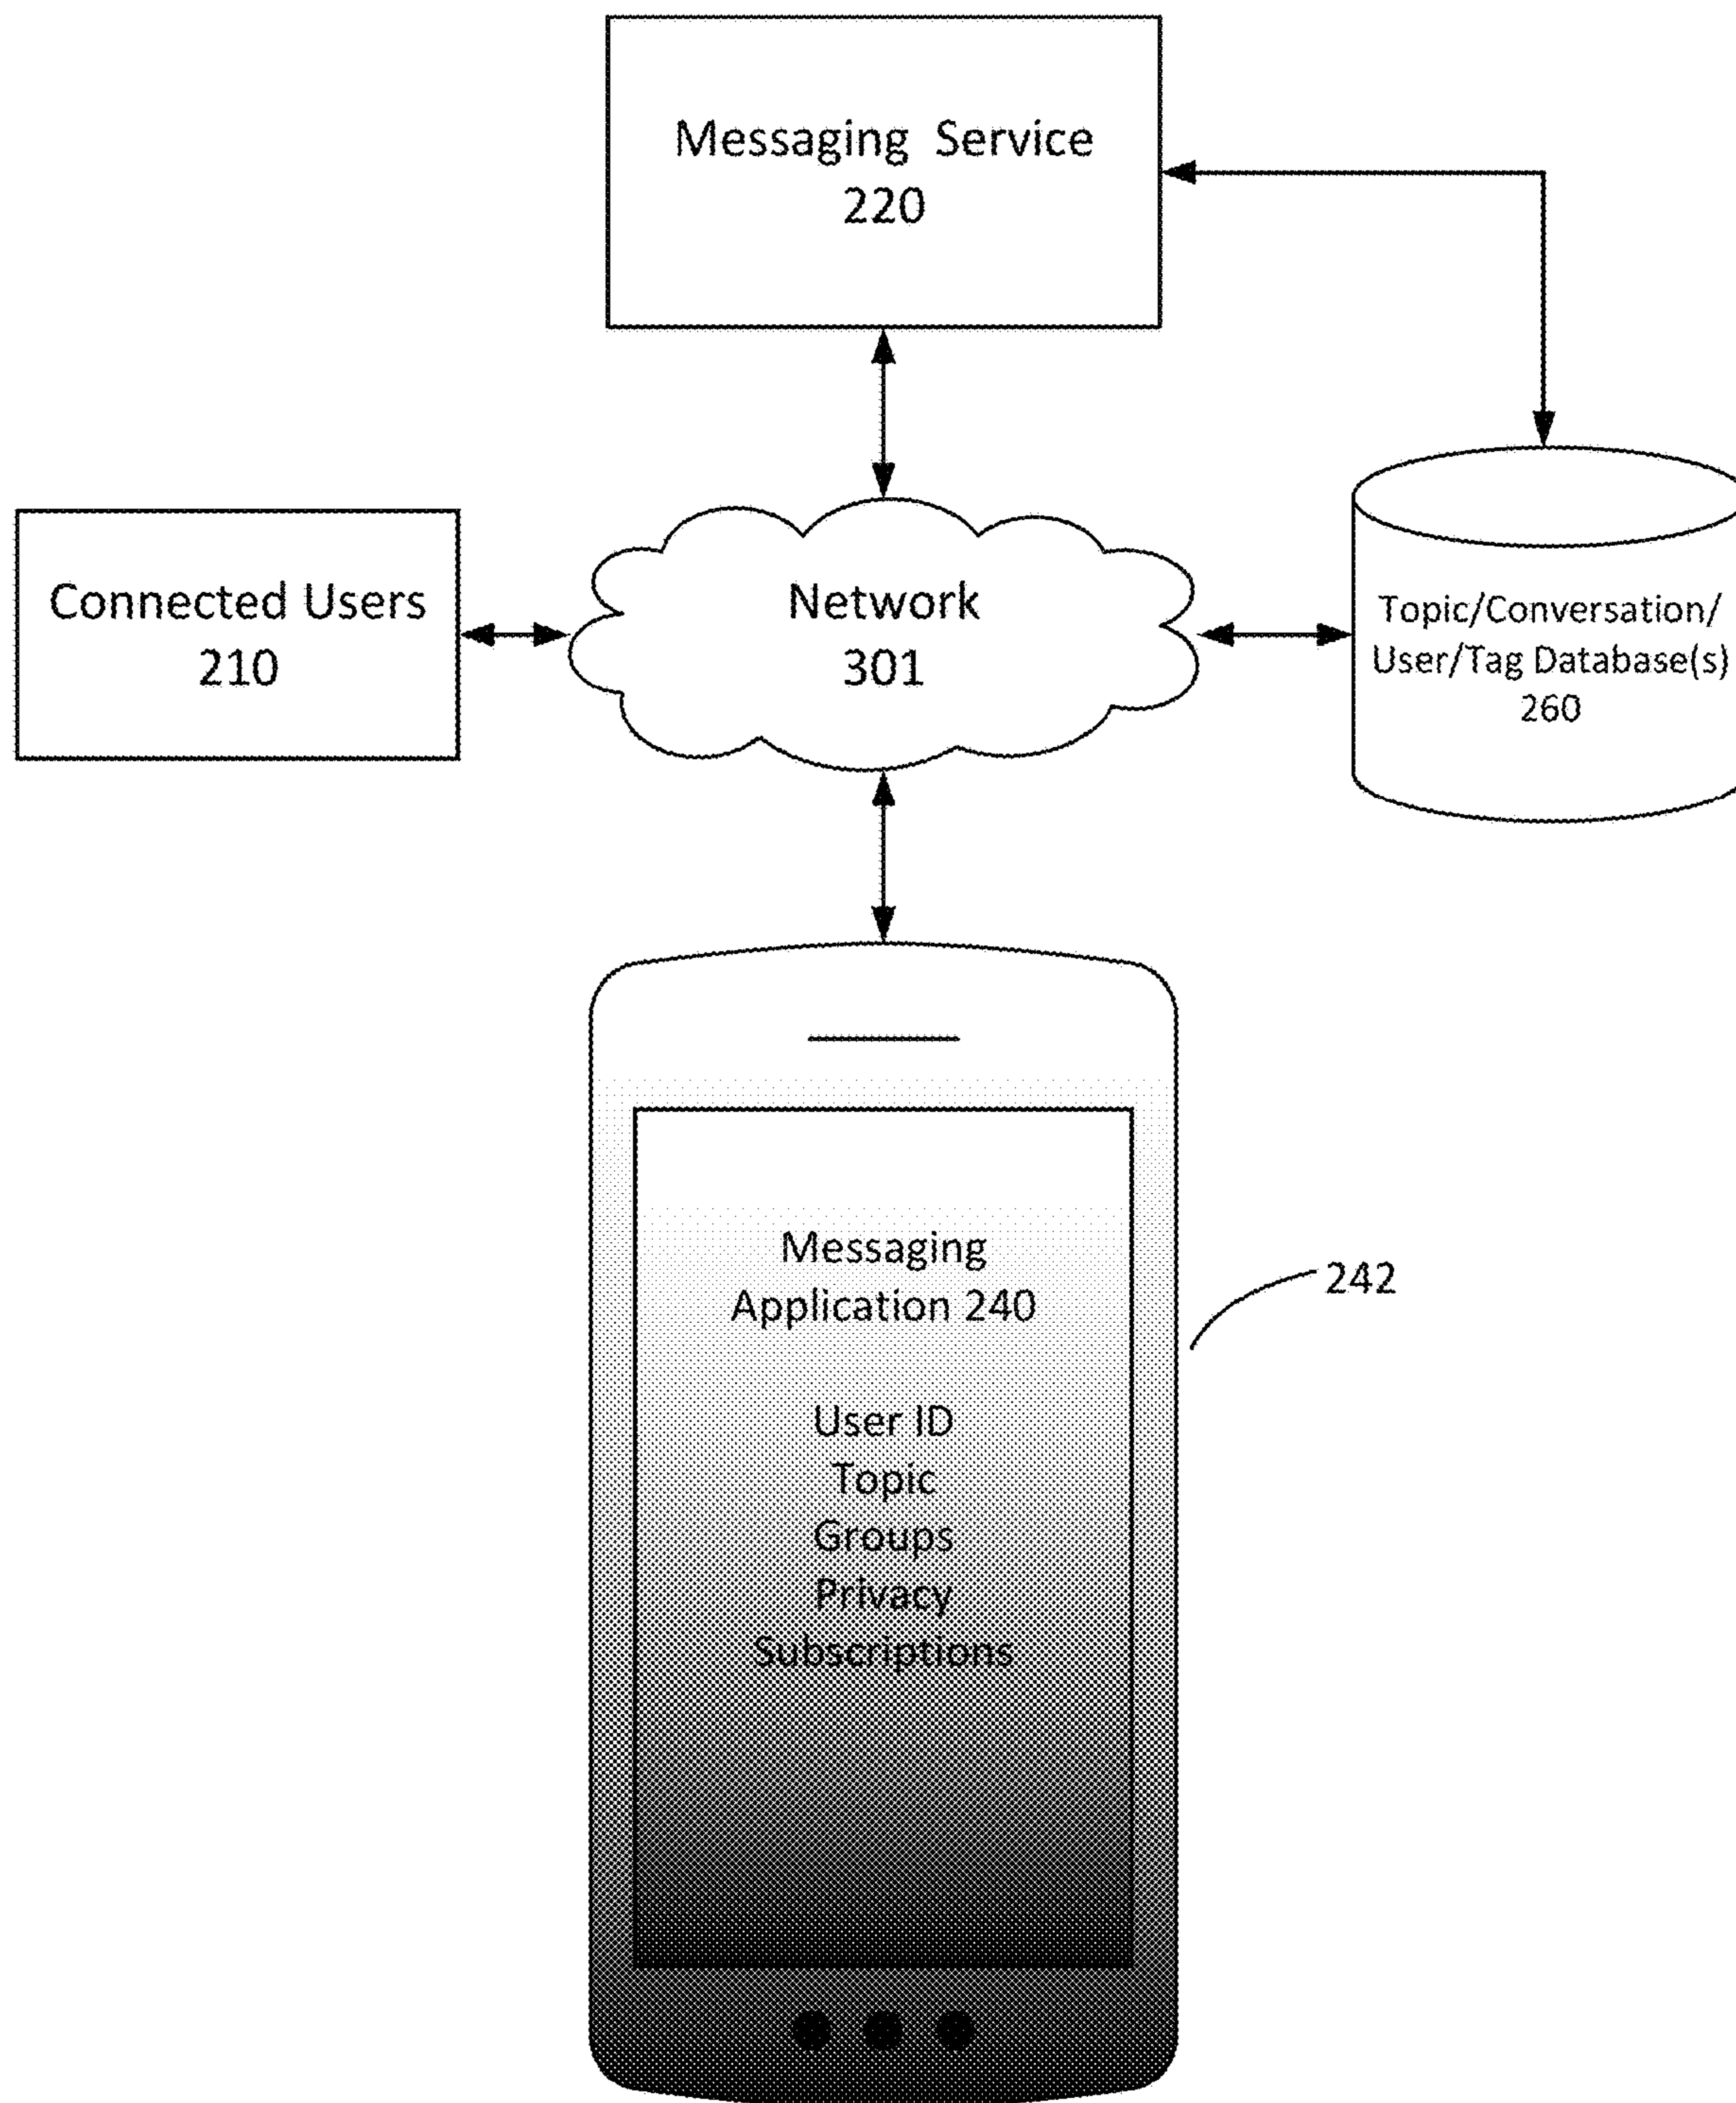 Messaging Service
220
Connected Users
210
Network
301
Topic/Conversation/
User/Tag Database(s)
260
Messaging
Application 240
242
User ID
Topic
Groups
Privacy
Subscriptions